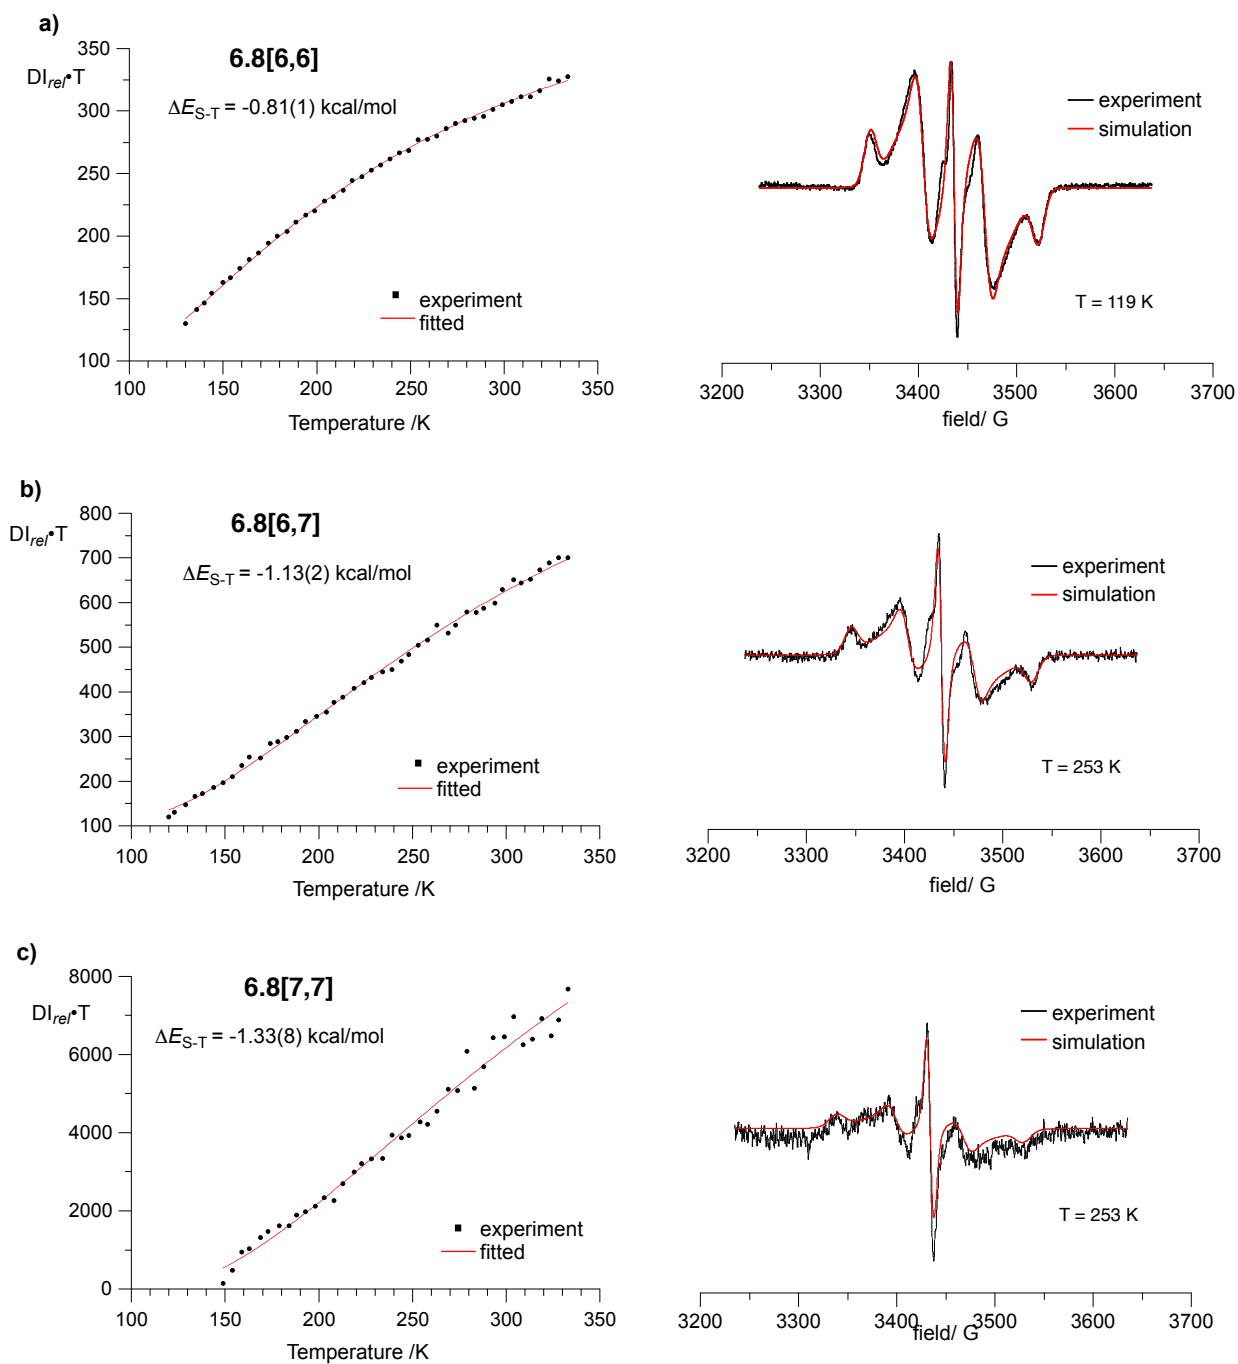 a)
6.8[6,6]
DIrel•T
ΔES-T = -0.81(1) kcal/mol
350
300
250
200
150
100
experiment
fitted
100 150 200 250 300 350
Temperature /K
experiment
simulation
T = 119 K
3200 3300 3400 3500 3600 3700
field/ G
b)
6.8[6,7]
DIrel•T
ΔES-T = -1.13(2) kcal/mol
800
700
600
500
400
300
200
100
experiment
fitted
100 150 200 250 300 350
Temperature /K
experiment
simulation
T = 253 K
3200 3300 3400 3500 3600 3700
field/ G
c)
6.8[7,7]
DIrel•T
ΔES-T = -1.33(8) kcal/mol
8000
6000
4000
2000
0
experiment
fitted
100 150 200 250 300 350
Temperature /K
experiment
simulation
T = 253 K
3200 3300 3400 3500 3600 3700
field/ G